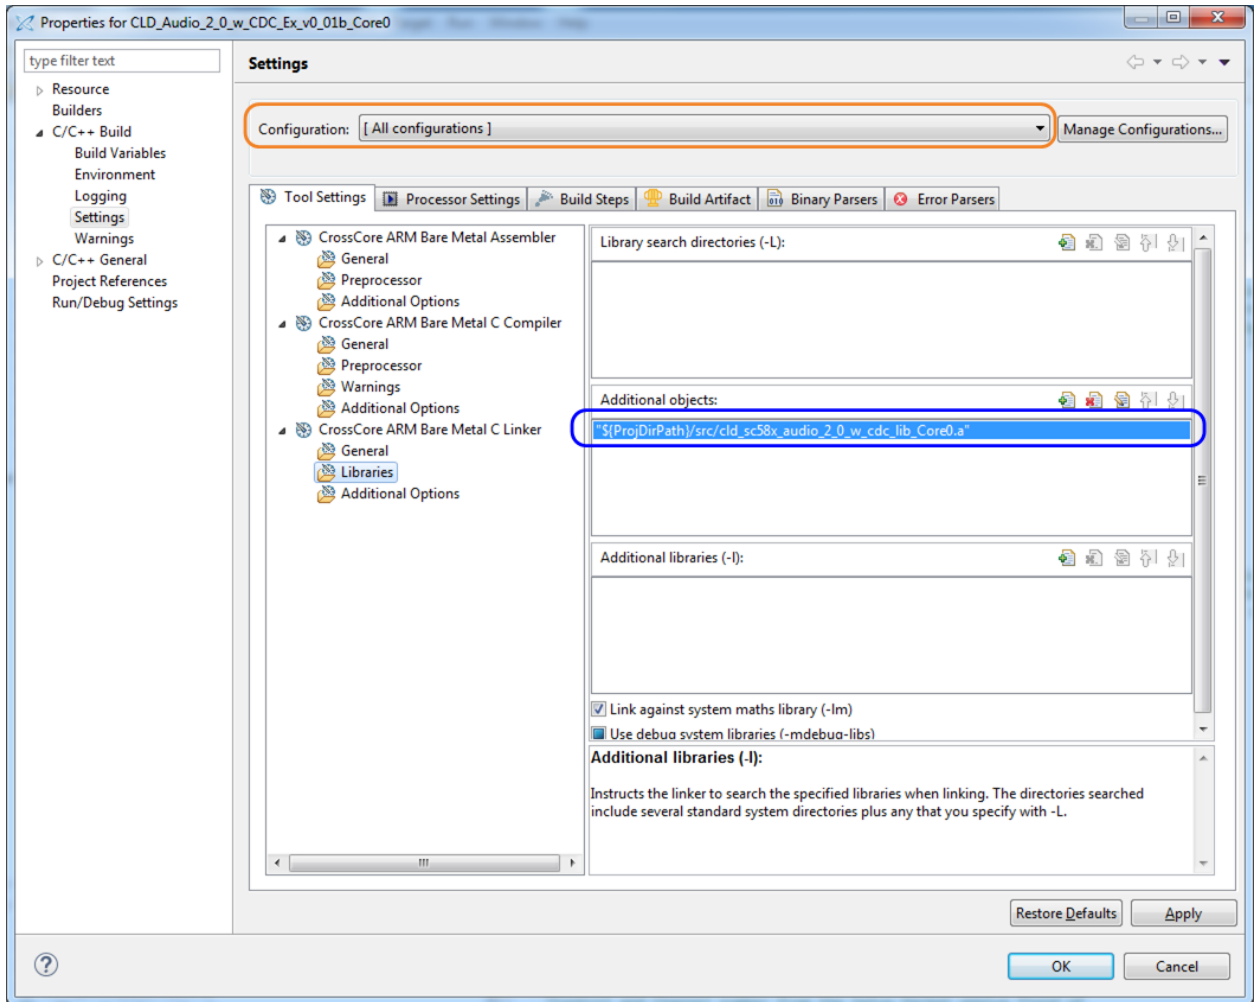 Properties for CLD_Audio_2_0_w_CDC_Ex_v0_01b_Core0
type filter text
Resource
Builders
C/C++ Build
Build Variables
Environment
Logging
Settings
Warnings
C/C++ General
Project References
Run/Debug Settings
Settings
Configuration: [ All configurations ] Manage Configurations...
Tool Settings Processor Settings Build Steps Build Artifact Binary Parsers Error Parsers
CrossCore ARM Bare Metal Assembler
General
Preprocessor
Additional Options
CrossCore ARM Bare Metal C Compiler
General
Preprocessor
Warnings
Additional Options
CrossCore ARM Bare Metal C Linker
General
Libraries
Additional Options
Library search directories (-L):
Additional objects:
"${ProjDirPath}/src/cld_sc58x_audio_2_0_w_cdc_lib_Core0.a"
Additional libraries (-l):
Link against system maths library (-lm)
Use debug system libraries (-mdebug-libs)
Additional libraries (-l):
Instructs the linker to search the specified libraries when linking. The directories searched
include several standard system directories plus any that you specify with -L.
Restore Defaults Apply
OK Cancel